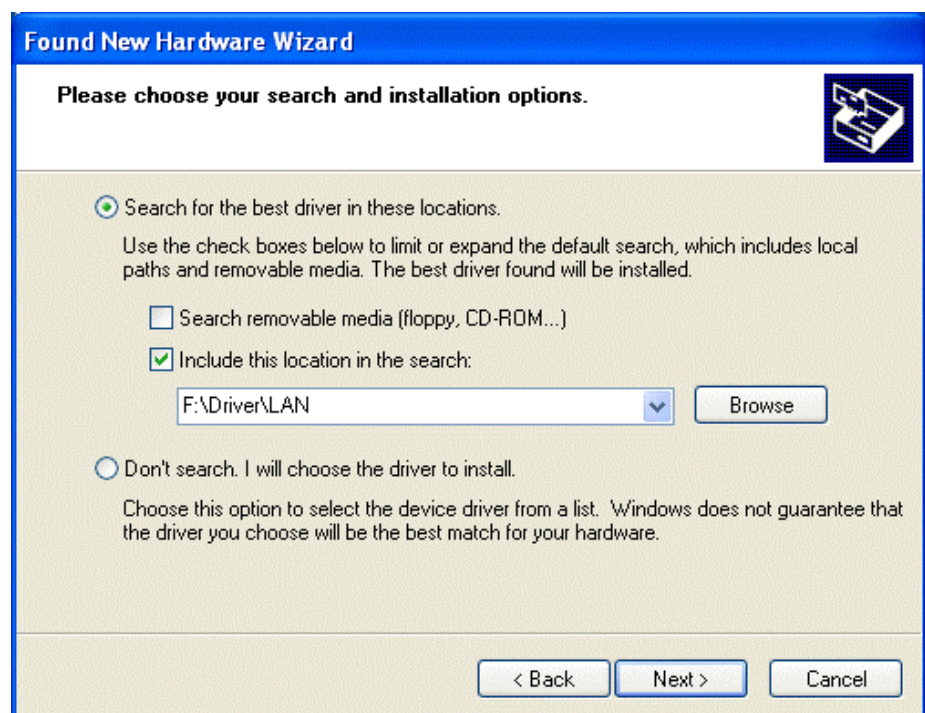 Found New Hardware Wizard
Please choose your search and installation options.
Search for the best driver in these locations.
Use the check boxes below to limit or expand the default search, which includes local
paths and removable media. The best driver found will be installed.
Search removable media (floppy, CD-ROM...)
Include this location in the search:
F:\Driver\LAN
Browse
Don't search. I will choose the driver to install.
Choose this option to select the device driver from a list.  Windows does not guarantee that
the driver you choose will be the best match for your hardware.
< Back
Next >
Cancel